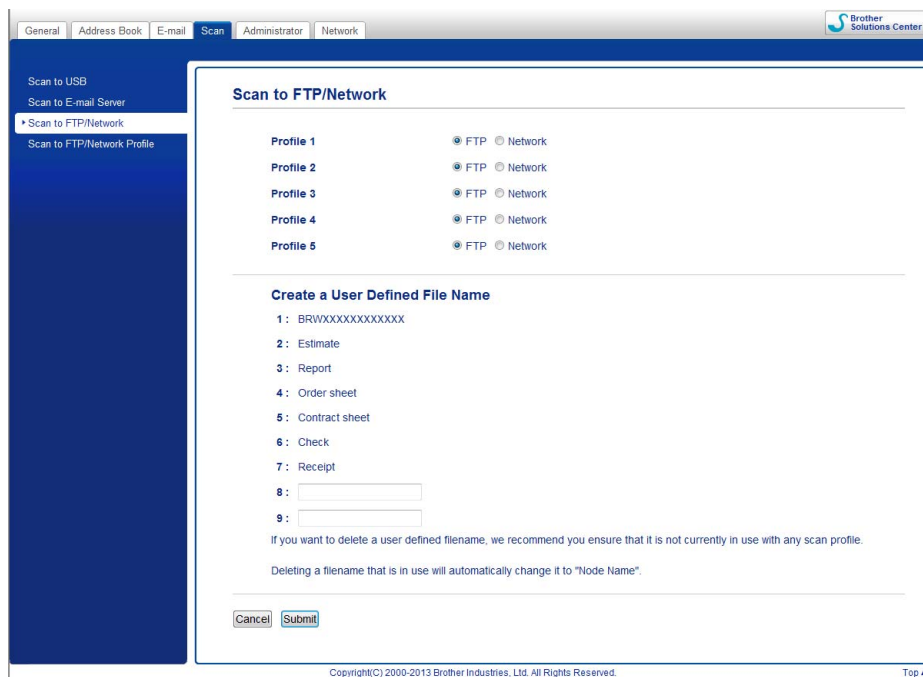 General Address Book E-mail Scan Administrator Network
Brother
Solutions Center
Scan to USB
Scan to E-mail Server
Scan to FTP/Network
Scan to FTP/Network Profile
Scan to FTP/Network
Profile 1 FTP Network
Profile 2 FTP Network
Profile 3 FTP Network
Profile 4 FTP Network
Profile 5 FTP Network
Create a User Defined File Name
1 : BRWXXXXXXXXXXXX
2 : Estimate
3 : Report
4 : Order sheet
5 : Contract sheet
6 : Check
7 : Receipt
8 :
9 :
If you want to delete a user defined filename, we recommend you ensure that it is not currently in use with any scan profile.
Deleting a filename that is in use will automatically change it to "Node Name".
Cancel Submit
Copyright(C) 2000-2013 Brother Industries, Ltd. All Rights Reserved. Top